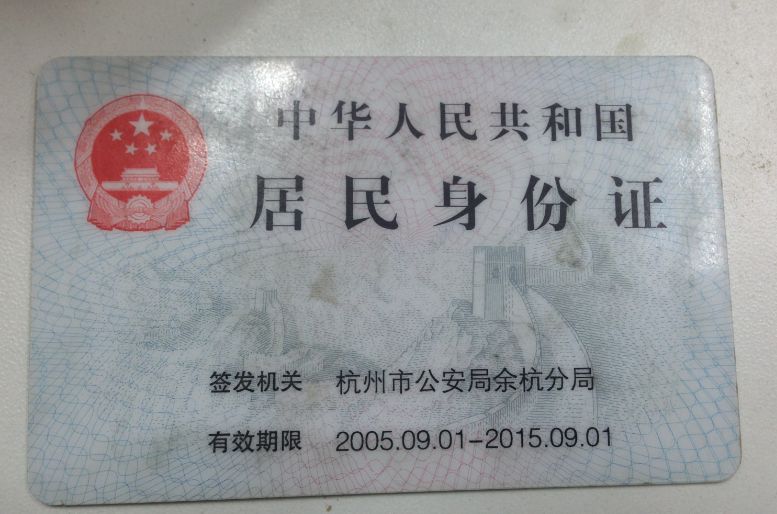 中华人民共和国
居民身份证
签发机关 杭州市公安局余杭分局
有效期限 2005.09.01-2015.09.01